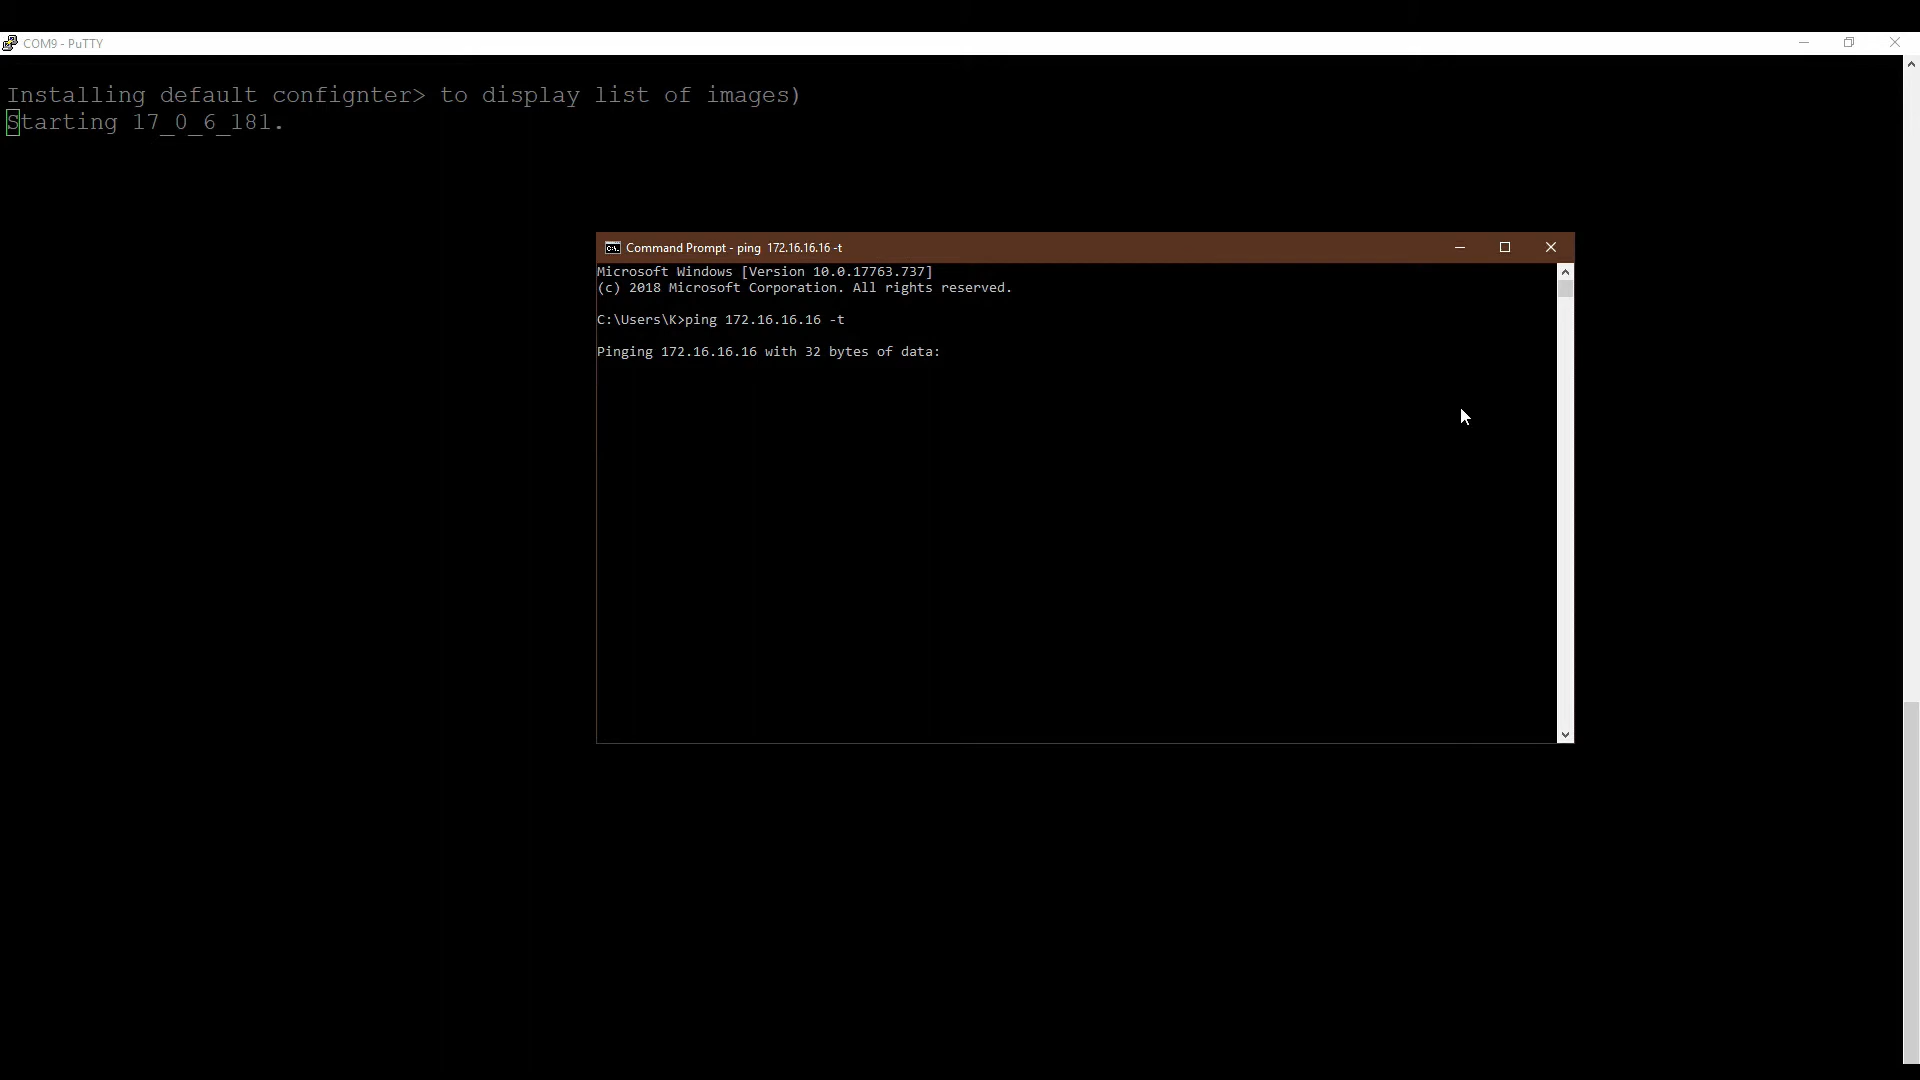 COM9 - PuTTY
Installing default confignter> to display list of images)
Starting 17_0_6_181.
Command Prompt - ping  172.16.16.16 -t
Microsoft Windows [Version 10.0.17763.737]
(c) 2018 Microsoft Corporation. All rights reserved.
C:\Users\K>ping 172.16.16.16 -t
Pinging 172.16.16.16 with 32 bytes of data: